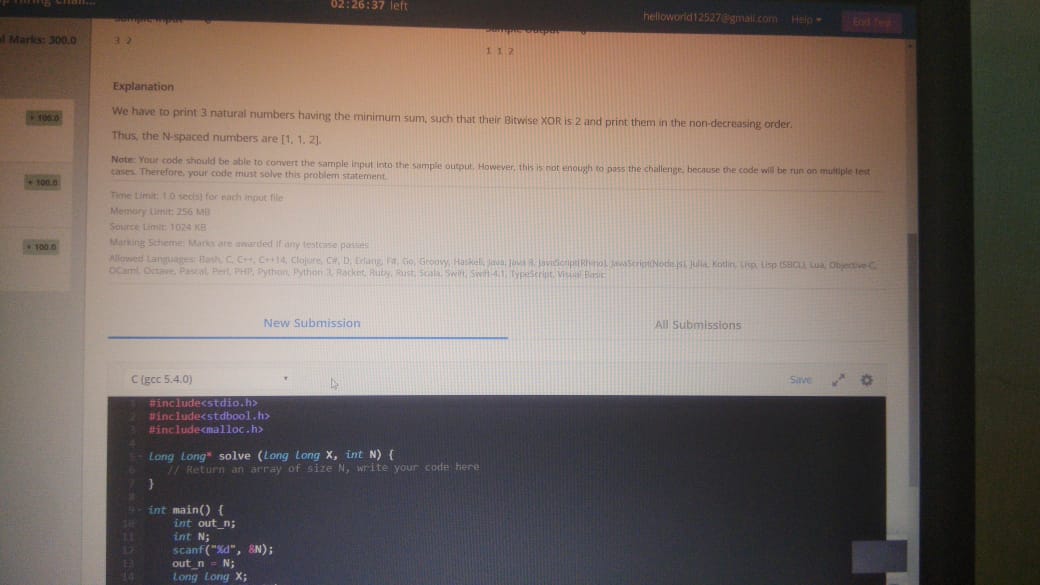 02:26:37 left
helloworld12527@gmail.com Help
End Test
Marks: 300.0
3 2
1 1 2
+ 100.0
+ 100.0
+ 100.0
Explanation
We have to print 3 natural numbers having the minimum sum, such that their Bitwise XOR is 2 and print them in the non-decreasing order.
Thus, the N-spaced numbers are [1, 1, 2].
Note: Your code should be able to convert the sample input into the sample output. However, this is not enough to pass the challenge, because the code will be run on multiple test
cases. Therefore, your code must solve this problem statement.
Time Limit: 1.0 sec(s) for each input file
Memory Limit: 256 MB
Source Limit: 1024 KB
Marking Scheme: Marks are awarded if any testcase passes
Allowed Languages: Bash, C, C++, C++14, Clojure, C#, D, Erlang, F#, Go, Groovy, Haskell, Java, Java 8, JavaScript(Rhino), JavaScript(Node.js), Julia, Kotlin, Lisp, Lisp (SBCL), Lua, Objective-C,
OCaml, Octave, Pascal, Perl, PHP, Python, Python 3, Racket, Ruby, Rust, Scala, Swift, Swift-4.1, TypeScript, Visual Basic
New Submission
All Submissions
C (gcc 5.4.0)
Save
1 #include<stdio.h>
2 #include<stdbool.h>
3 #include<malloc.h>
4
5 long long* solve (long long X, int N) {
6 // Return an array of size N, write your code here
7 }
8
9 int main() {
10 int out_n;
11 int N;
12 scanf("%d", &N);
13 out_n = N;
14 long long X;